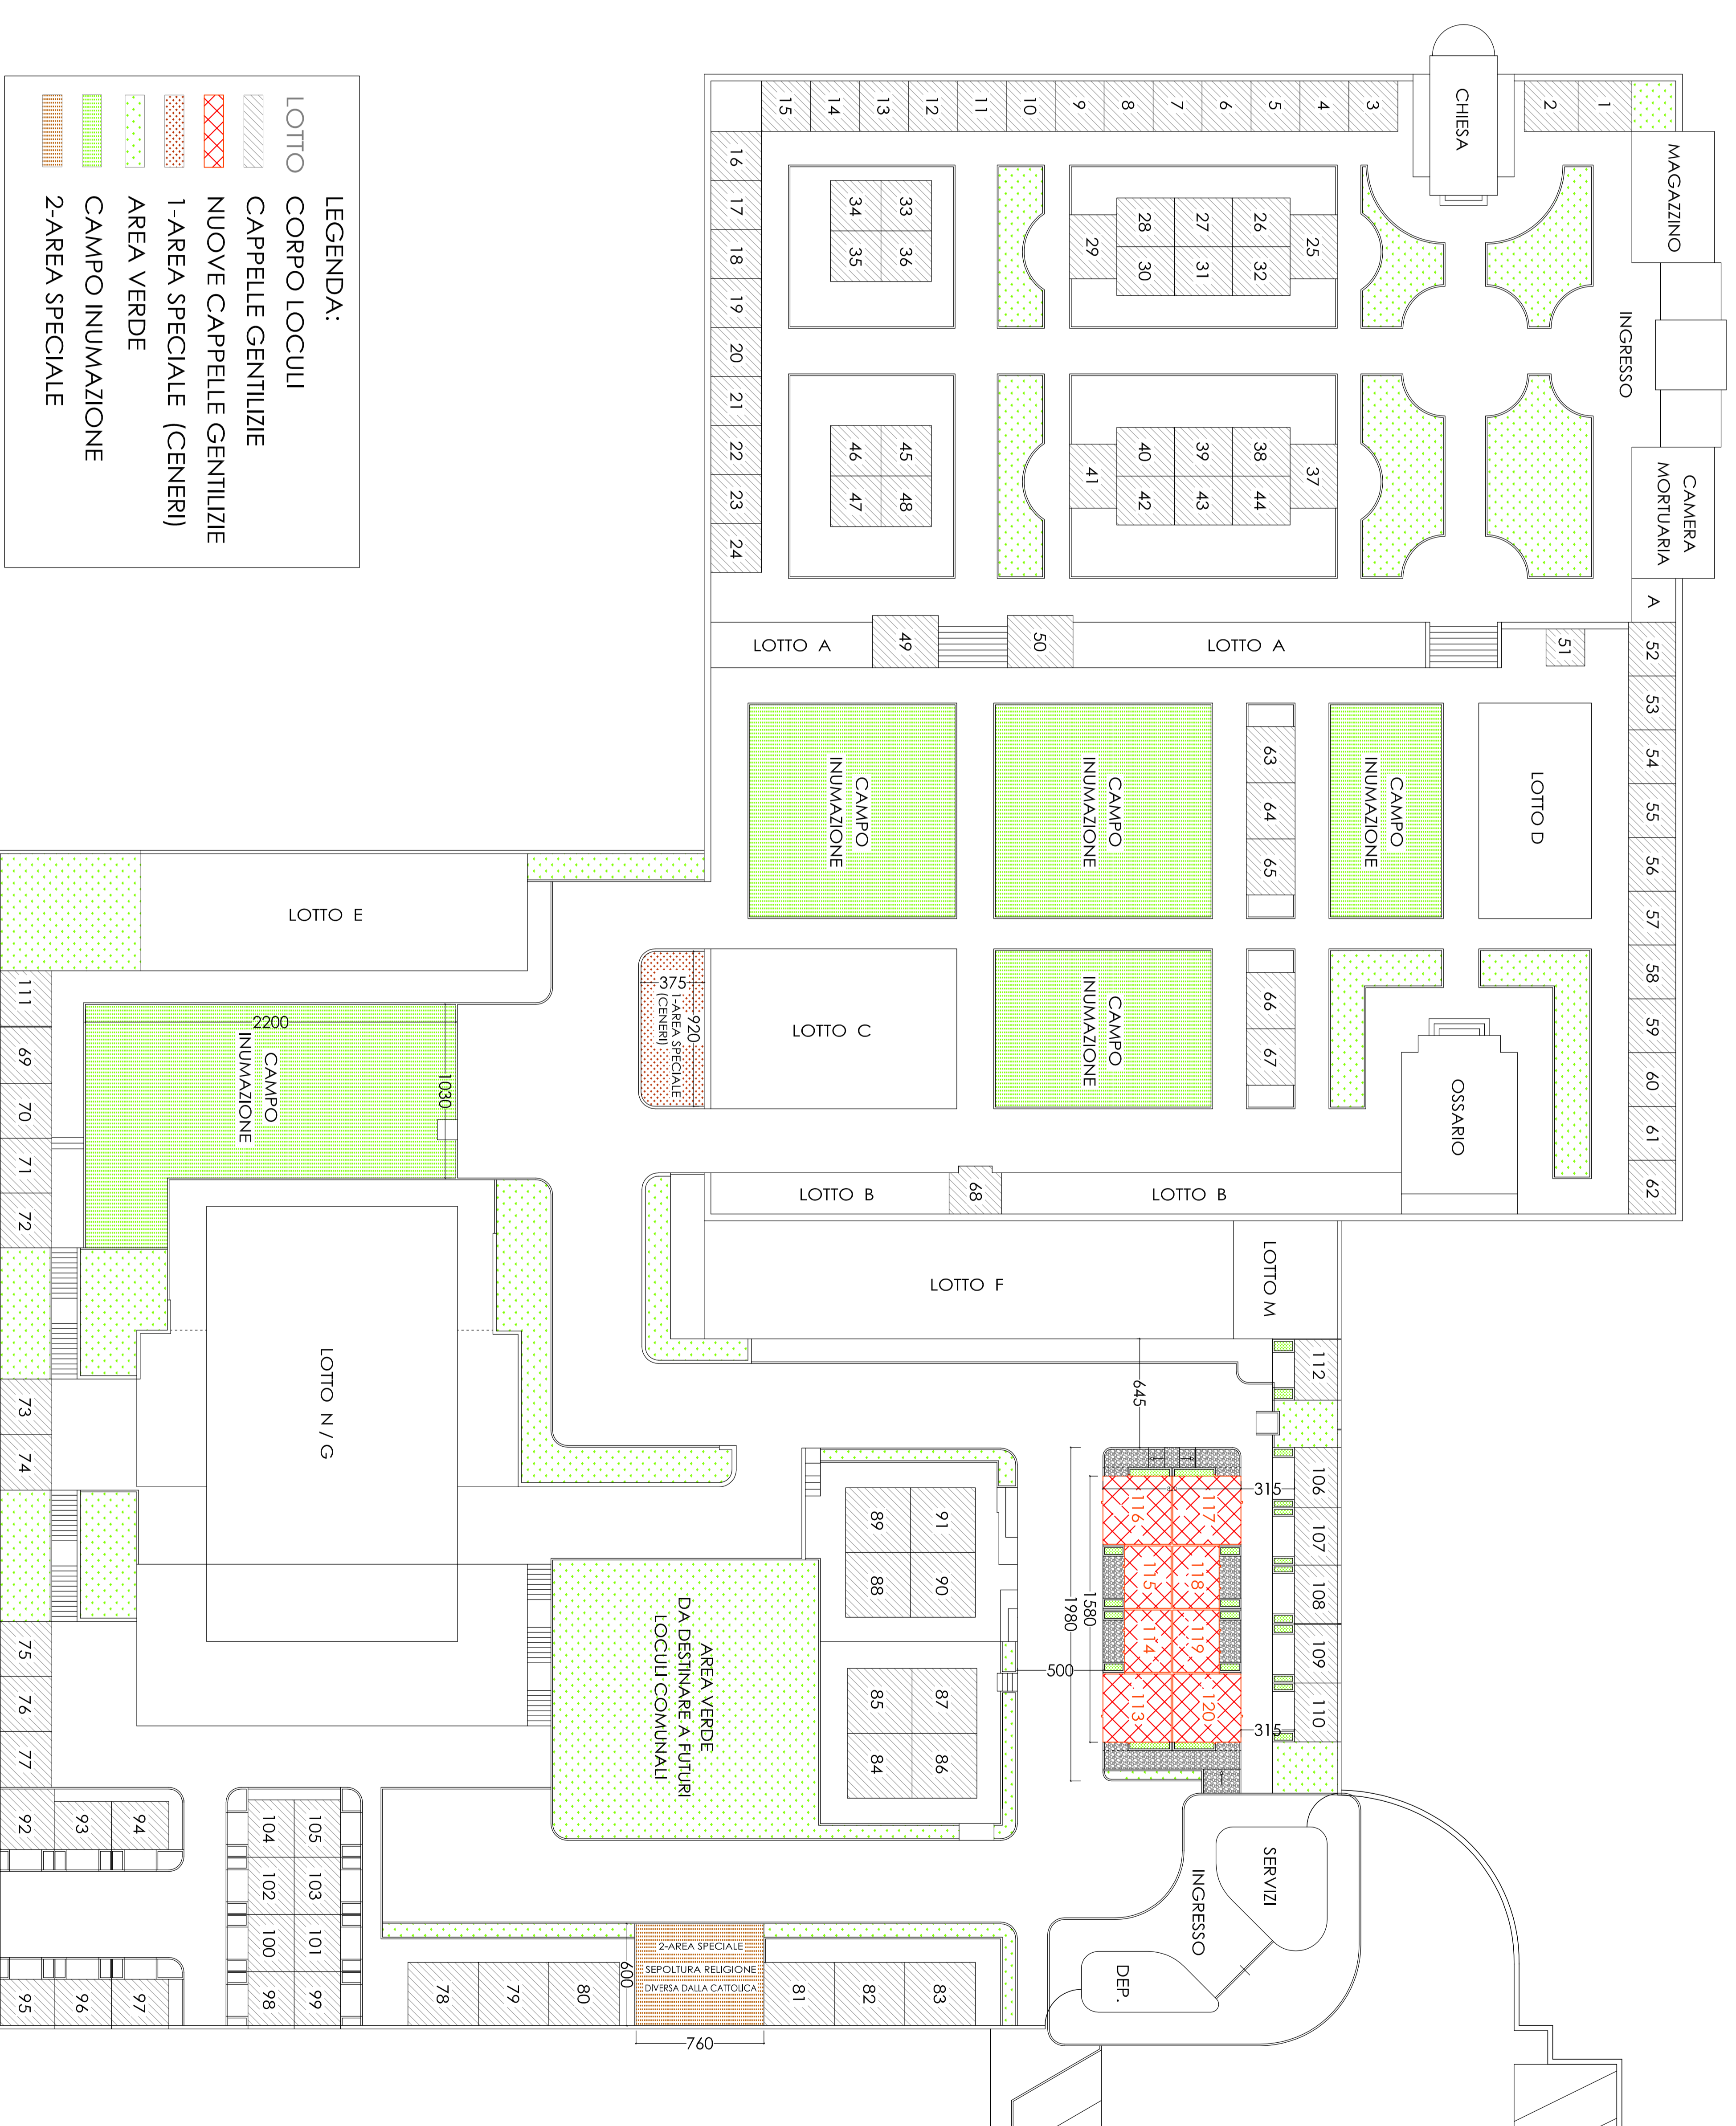 CHIESA
MAGAZZINO
INGRESSO
CAMERA
MORTUARIA
A
1
2
3
4
5
6
7
8
9
10
11
12
13
14
15
16
17
18
19
20
21
22
23
24
25
26
27
28
29
30
31
32
33
34
35
36
37
38
39
40
41
42
43
44
45
46
47
48
LOTTO A
49
50
LOTTO A
51
52
53
54
55
56
57
58
59
60
61
62
LOTTO D
CAMPO
INUMAZIONE
63
64
65
CAMPO
INUMAZIONE
CAMPO
INUMAZIONE
66
67
CAMPO
INUMAZIONE
LOTTO C
OSSARIO
375
920
1-AREA SPECIALE
(CENERI)
LOTTO B
68
LOTTO B
LOTTO F
LOTTO M
LOTTO E
111
69
70
71
72
73
74
75
76
77
2200
1030
CAMPO
INUMAZIONE
LOTTO N / G
645
112
106
107
108
109
110
315
315
116
117
115
118
114
119
113
120
1580
1980
500
89
91
88
90
85
87
84
86
AREA VERDE
DA DESTINARE A FUTURI
LOCULI COMUNALI
SERVIZI
INGRESSO
DEP.
92
93
94
95
96
97
104
105
102
103
100
101
98
99
78
79
80
81
82
83
2-AREA SPECIALE
SEPOLTURA RELIGIONE
DIVERSA DALLA CATTOLICA
600
760
LEGENDA:
LOTTO CORPO LOCULI
CAPPELLE GENTILIZIE
NUOVE CAPPELLE GENTILIZIE
1-AREA SPECIALE (CENERI)
AREA VERDE
CAMPO INUMAZIONE
2-AREA SPECIALE